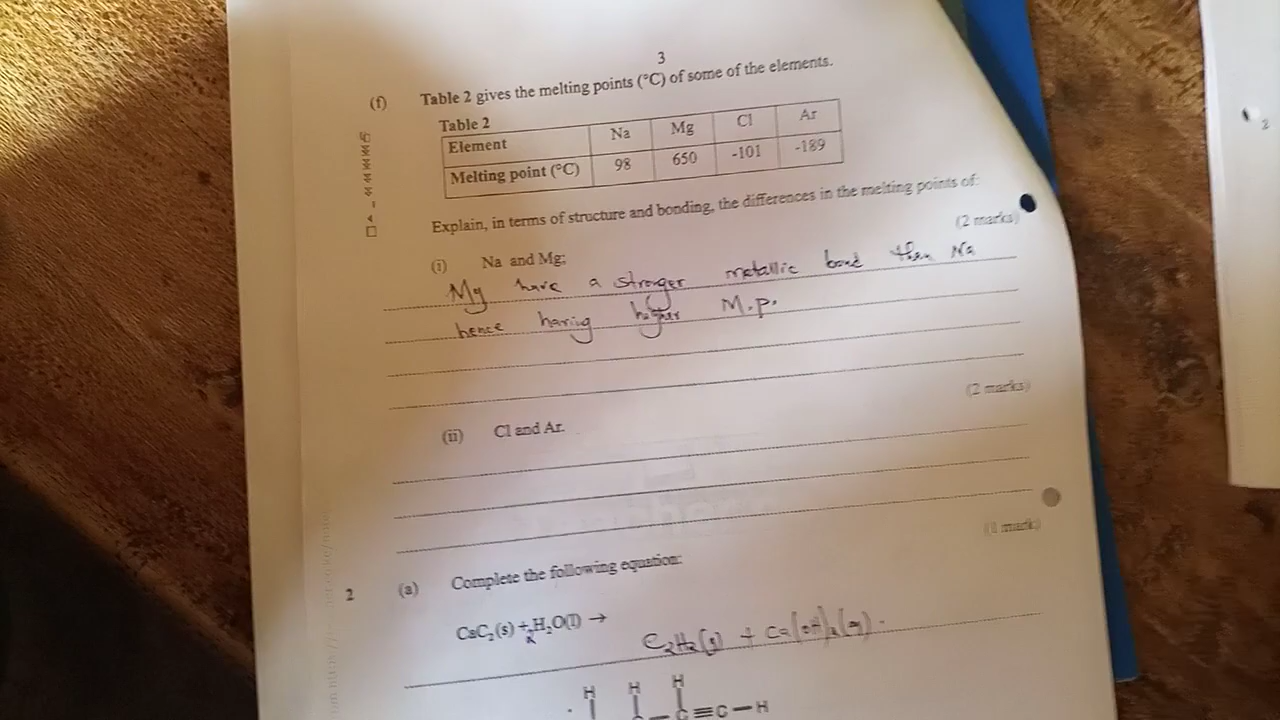 3
(f) Table 2 gives the melting points (°C) of some of the elements.
Table 2
Element Na Mg Cl Ar
Melting point (°C) 98 650 -101 -189
Explain, in terms of structure and bonding, the differences in the melting points of:
(2 marks)
(i) Na and Mg;
Mg have a stronger metallic bond then Na
hence having higher M.p.
(2 marks)
(ii) Cl and Ar.
(1 mark)
2 (a) Complete the following equation:
CaC₂(s) + 2H₂O(l) → C₂H₂(g) + Ca(OH)₂(aq).
H H H
C ≡ C — H
2